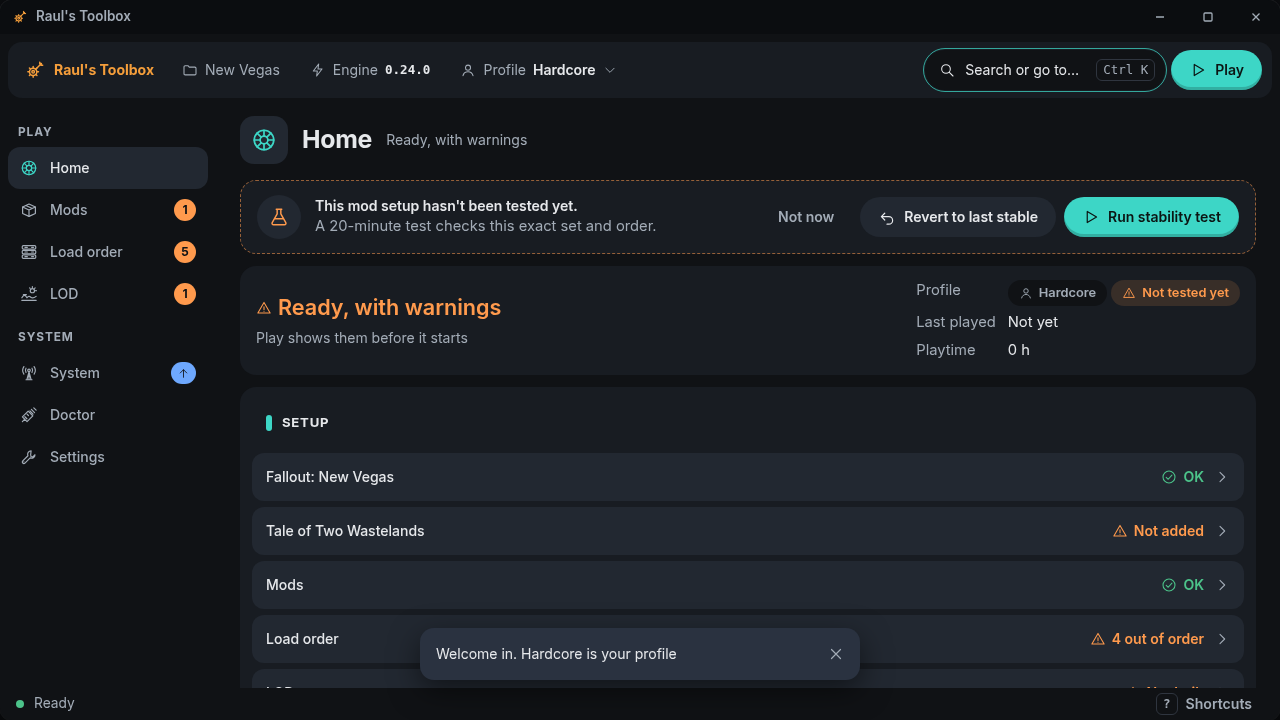 Raul's Toolbox
Raul's Toolbox
New Vegas
Engine 0.24.0
Profile Hardcore
Search or go to...
Ctrl K
Play
PLAY
Home
Mods 1
Load order 5
LOD 1
SYSTEM
System
Doctor
Settings
Home
Ready, with warnings
This mod setup hasn't been tested yet.
A 20-minute test checks this exact set and order.
Not now
Revert to last stable
Run stability test
Ready, with warnings
Play shows them before it starts
Profile Hardcore Not tested yet
Last played Not yet
Playtime 0 h
SETUP
Fallout: New Vegas OK
Tale of Two Wastelands Not added
Mods OK
Load order 4 out of order
Welcome in. Hardcore is your profile
Ready
? Shortcuts